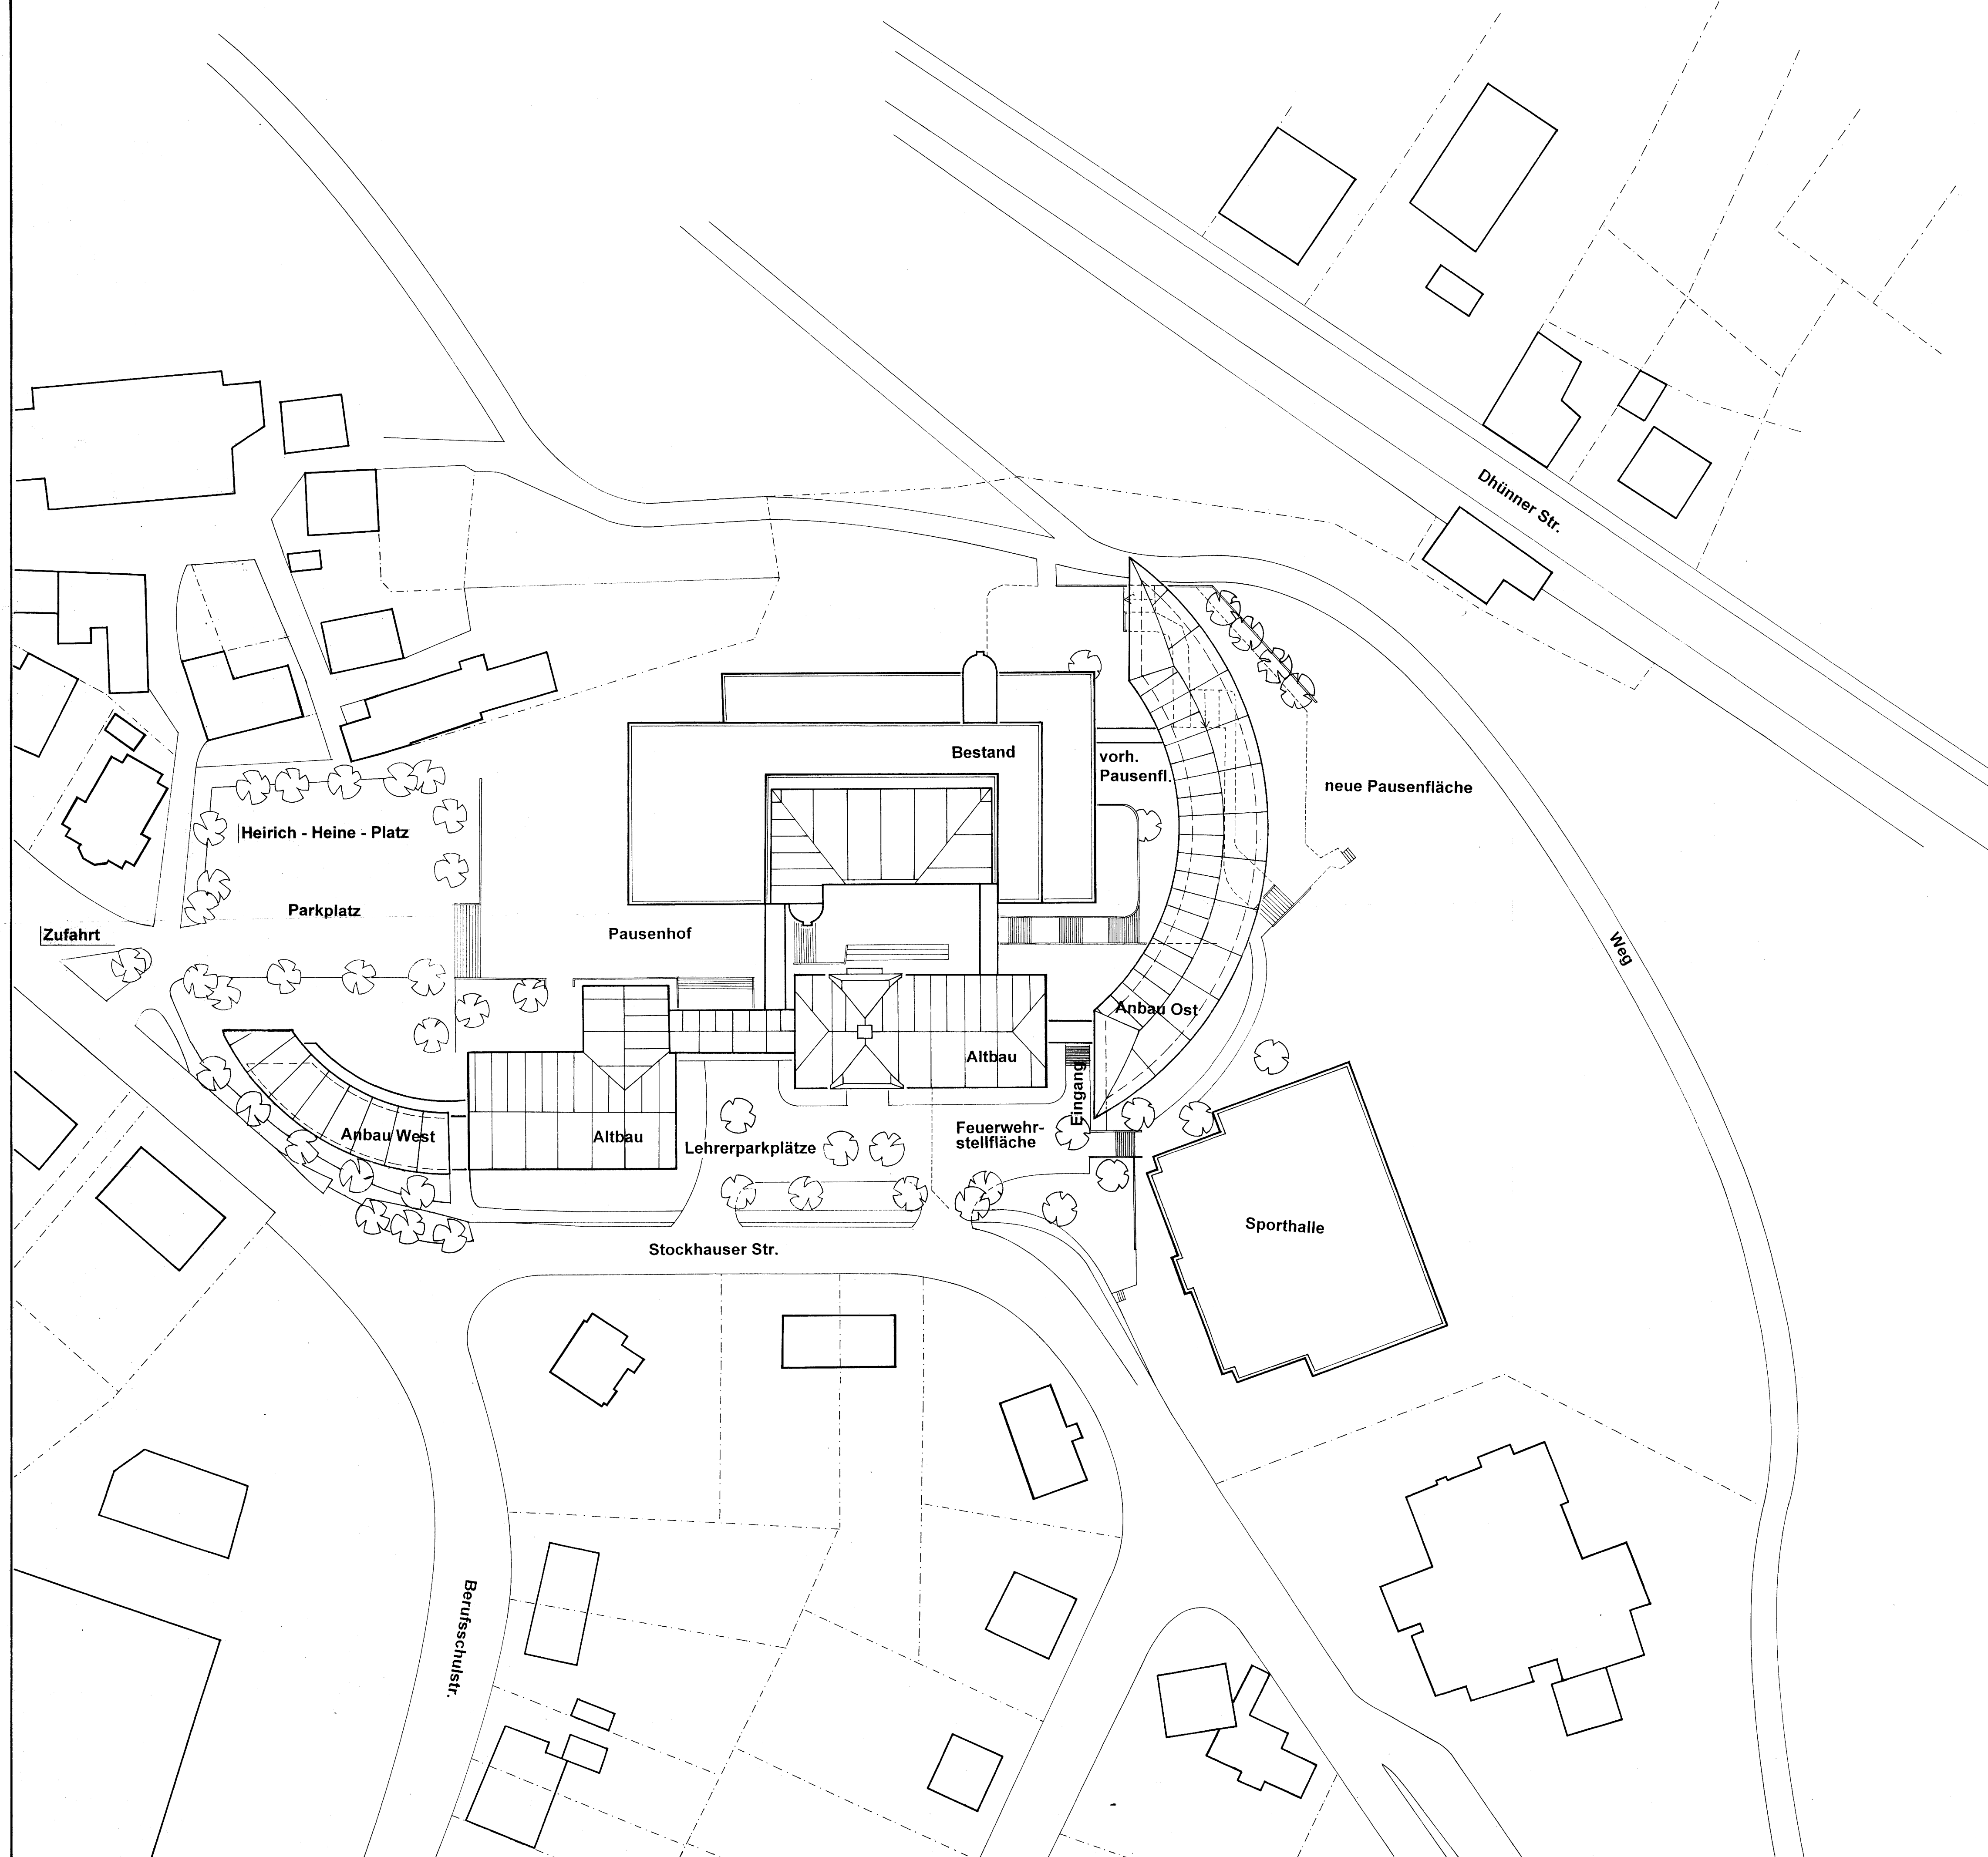 Dhünner Str.
Bestand
vorh.
Pausenfl.
neue Pausenfläche
Heirich - Heine - Platz
Parkplatz
Zufahrt
Pausenhof
Weg
Anbau Ost
Altbau
Eingang
Anbau West
Altbau
Lehrerparkplätze
Feuerwehr-
stellfläche
Sporthalle
Stockhauser Str.
Berufsschulstr.